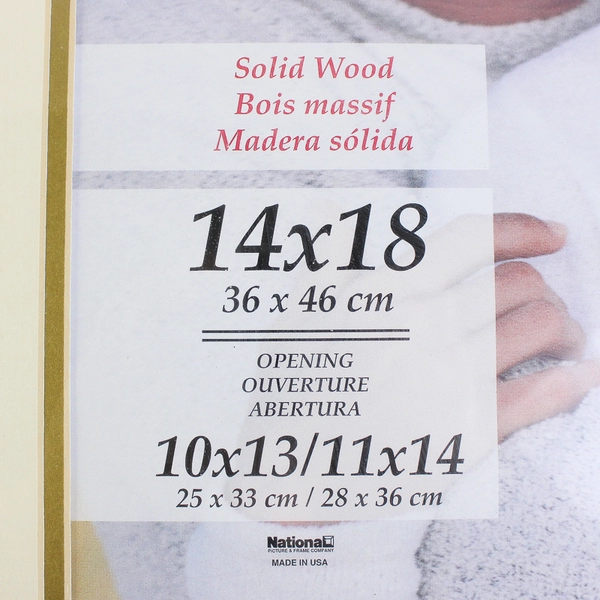 Solid Wood
Bois massif
Madera sólida
14x18
36 x 46 cm
OPENING
OUVERTURE
ABERTURA
10x13/11x14
25 x 33 cm / 28 x 36 cm
National
PICTURE & FRAME COMPANY
MADE IN USA